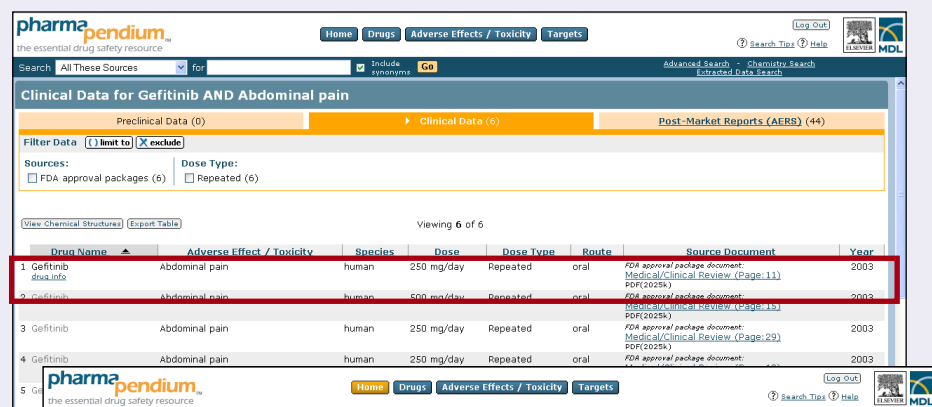 pharmapendium™
the essential drug safety resource
Home Drugs Adverse Effects / Toxicity Targets
Log Out
? Search Tips ? Help
ELSEVIER MDL
Search All These Sources for Include synonyms Go
Advanced Search - Chemistry Search
Extracted Data Search
Clinical Data for Gefitinib AND Abdominal pain
Preclinical Data (0) Clinical Data (6) Post-Market Reports (AERS) (44)
Filter Data () limit to X exclude
Sources: Dose Type:
FDA approval packages (6) Repeated (6)
View Chemical Structures Export Table Viewing 6 of 6
Drug Name Adverse Effect / Toxicity Species Dose Dose Type Route Source Document Year
1 Gefitinib Abdominal pain human 250 mg/day Repeated oral FDA approval package document: 2003
drug info Medical/Clinical Review (Page:11)
PDF(2025k)
2 Gefitinib Abdominal pain human 500 mg/day Repeated oral FDA approval package document: 2003
Medical/Clinical Review (Page:15)
PDF(2025k)
3 Gefitinib Abdominal pain human 250 mg/day Repeated oral FDA approval package document: 2003
Medical/Clinical Review (Page:29)
PDF(2025k)
4 Gefitinib Abdominal pain human 250 mg/day Repeated oral FDA approval package document: 2003
5 Ge
pharmapendium™
the essential drug safety resource
Home Drugs Adverse Effects / Toxicity Targets
Log Out
? Search Tips ? Help
ELSEVIER MDL